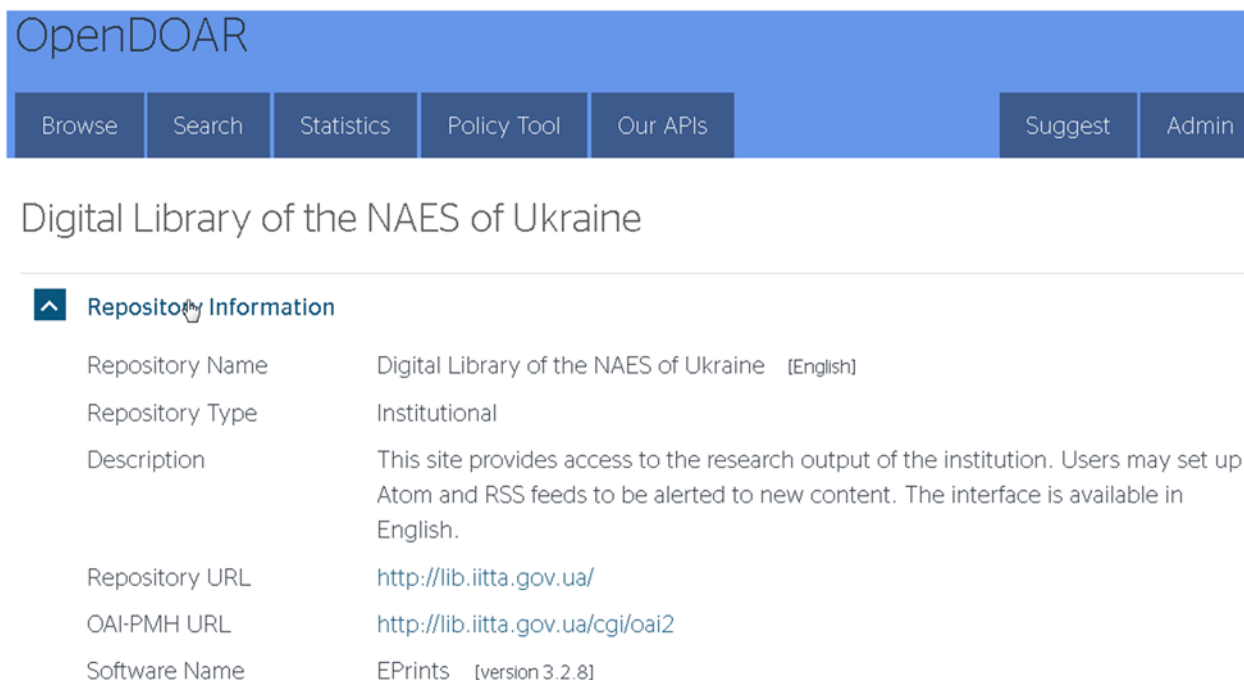 OpenDOAR
Browse Search Statistics Policy Tool Our APIs Suggest Admin
Digital Library of the NAES of Ukraine
Repository Information
Repository Name Digital Library of the NAES of Ukraine [English]
Repository Type Institutional
Description This site provides access to the research output of the institution. Users may set up
Atom and RSS feeds to be alerted to new content. The interface is available in
English.
Repository URL http://lib.iitta.gov.ua/
OAI-PMH URL http://lib.iitta.gov.ua/cgi/oai2
Software Name EPrints [version 3.2.8]